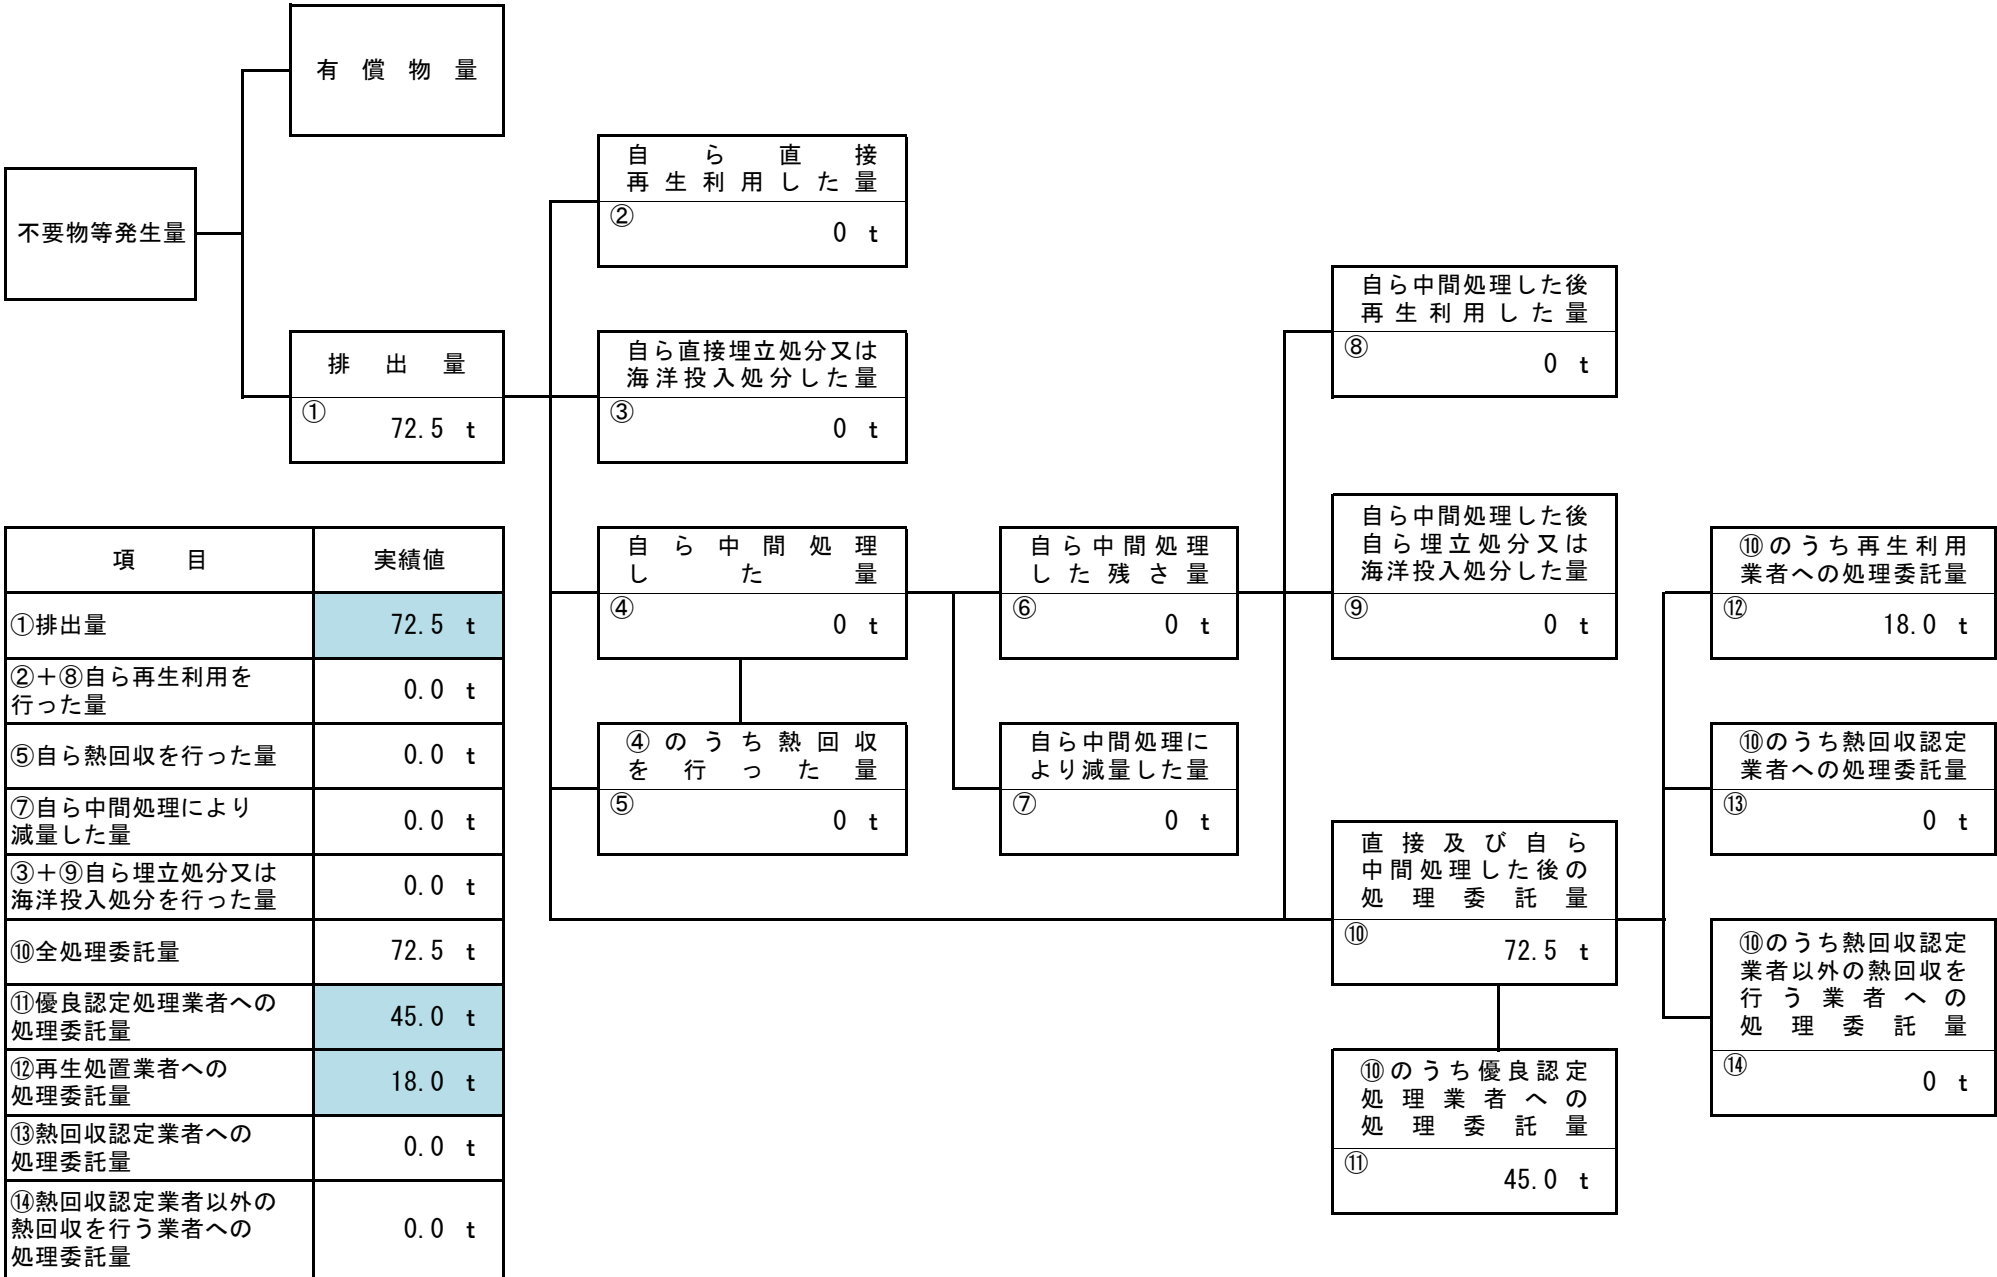 有償物量
不要物等発生量
排出量
① 72.5 t
自ら直接
再生利用した量
② 0 t
自ら直接埋立処分又は
海洋投入処分した量
③ 0 t
自ら中間処理
した量
④ 0 t
④のうち熱回収
を行った量
⑤ 0 t
自ら中間処理
した残さ量
⑥ 0 t
自ら中間処理に
より減量した量
⑦ 0 t
自ら中間処理した後
再生利用した量
⑧ 0 t
自ら中間処理した後
自ら埋立処分又は
海洋投入処分した量
⑨ 0 t
直接及び自ら
中間処理した後の
処理委託量
⑩ 72.5 t
⑩のうち優良認定
処理業者への
処理委託量
⑪ 45.0 t
⑩のうち再生利用
業者への処理委託量
⑫ 18.0 t
⑩のうち熱回収認定
業者への処理委託量
⑬ 0 t
⑩のうち熱回収認定
業者以外の熱回収を
行う業者への
処理委託量
⑭ 0 t
項目 実績値
①排出量 72.5 t
②＋⑧自ら再生利用を
行った量 0.0 t
⑤自ら熱回収を行った量 0.0 t
⑦自ら中間処理により
減量した量 0.0 t
③＋⑨自ら埋立処分又は
海洋投入処分を行った量 0.0 t
⑩全処理委託量 72.5 t
⑪優良認定処理業者への
処理委託量 45.0 t
⑫再生処置業者への
処理委託量 18.0 t
⑬熱回収認定業者への
処理委託量 0.0 t
⑭熱回収認定業者以外の
熱回収を行う業者への
処理委託量 0.0 t